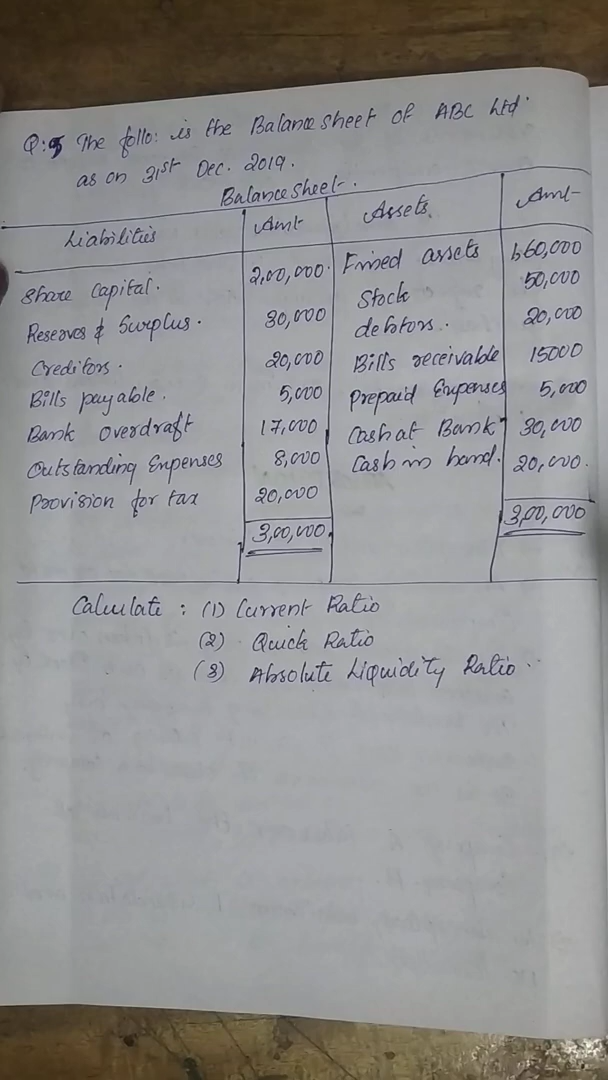 Q:5 The follo: is the Balance sheet of ABC Ltd.
as on 31st Dec. 2019.
Balance sheet.
Liabilities Amt Assets. Amt
Share Capital. 2,00,000. Fixed assets 1,60,000
Reserves & Surplus. 30,000 Stock 50,000
Creditors. 20,000 debtors. 20,000
Bills payable. 5,000 Bills receivable 15000
Bank overdraft 17,000 Prepaid Expenses 5,000
Outstanding Expenses 8,000 Cash at Bank 30,000
Provision for tax 20,000 Cash in hand. 20,000.
3,00,000. 3,00,000
Calculate : (1) Current Ratio
(2) Quick Ratio
(3) Absolute Liquidity Ratio.